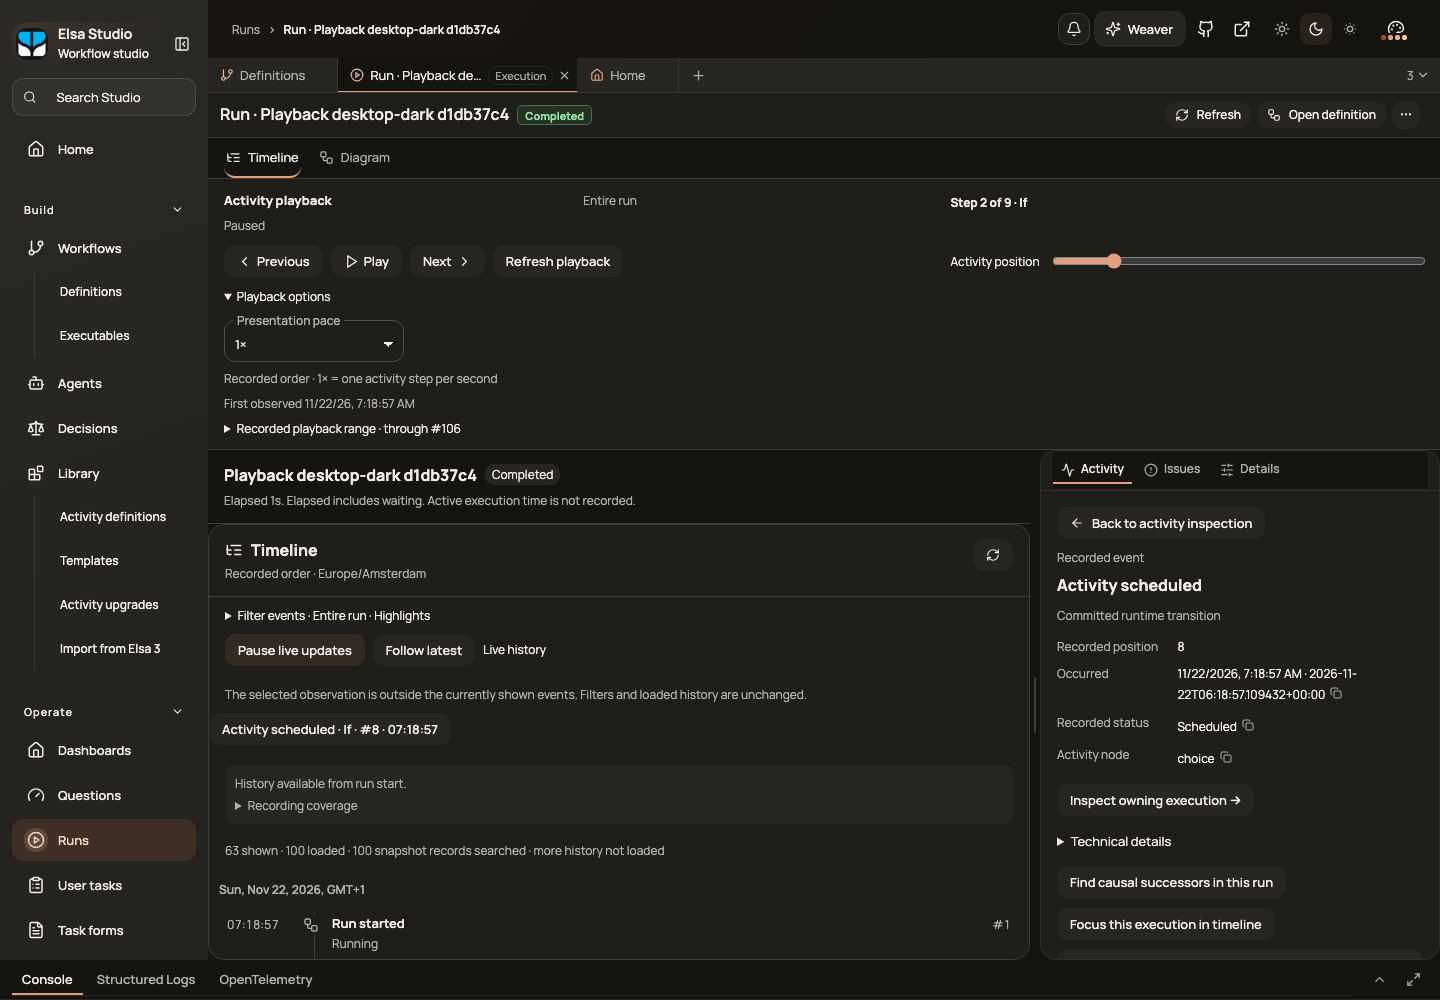 Elsa Studio
Workflow studio
Search Studio
Home
Build
Workflows
Definitions
Executables
Agents
Decisions
Library
Activity definitions
Templates
Activity upgrades
Import from Elsa 3
Operate
Dashboards
Questions
Runs
User tasks
Task forms
Runs › Run · Playback desktop-dark d1db37c4
Weaver
Definitions
Run · Playback de... Execution
Home
3
Run · Playback desktop-dark d1db37c4 Completed
Refresh
Open definition
Timeline
Diagram
Activity playback
Entire run
Step 2 of 9 · If
Paused
Previous
Play
Next
Refresh playback
Activity position
Playback options
Presentation pace
1×
Recorded order · 1× = one activity step per second
First observed 11/22/26, 7:18:57 AM
Recorded playback range · through #106
Playback desktop-dark d1db37c4 Completed
Elapsed 1s. Elapsed includes waiting. Active execution time is not recorded.
Timeline
Recorded order · Europe/Amsterdam
Filter events · Entire run · Highlights
Pause live updates
Follow latest
Live history
The selected observation is outside the currently shown events. Filters and loaded history are unchanged.
Activity scheduled · If · #8 · 07:18:57
History available from run start.
Recording coverage
63 shown · 100 loaded · 100 snapshot records searched · more history not loaded
Sun, Nov 22, 2026, GMT+1
07:18:57
Run started
#1
Running
Activity
Issues
Details
Back to activity inspection
Recorded event
Activity scheduled
Committed runtime transition
Recorded position 8
Occurred 11/22/2026, 7:18:57 AM · 2026-11-
22T06:18:57.109432+00:00
Recorded status Scheduled
Activity node choice
Inspect owning execution →
Technical details
Find causal successors in this run
Focus this execution in timeline
Console
Structured Logs
OpenTelemetry